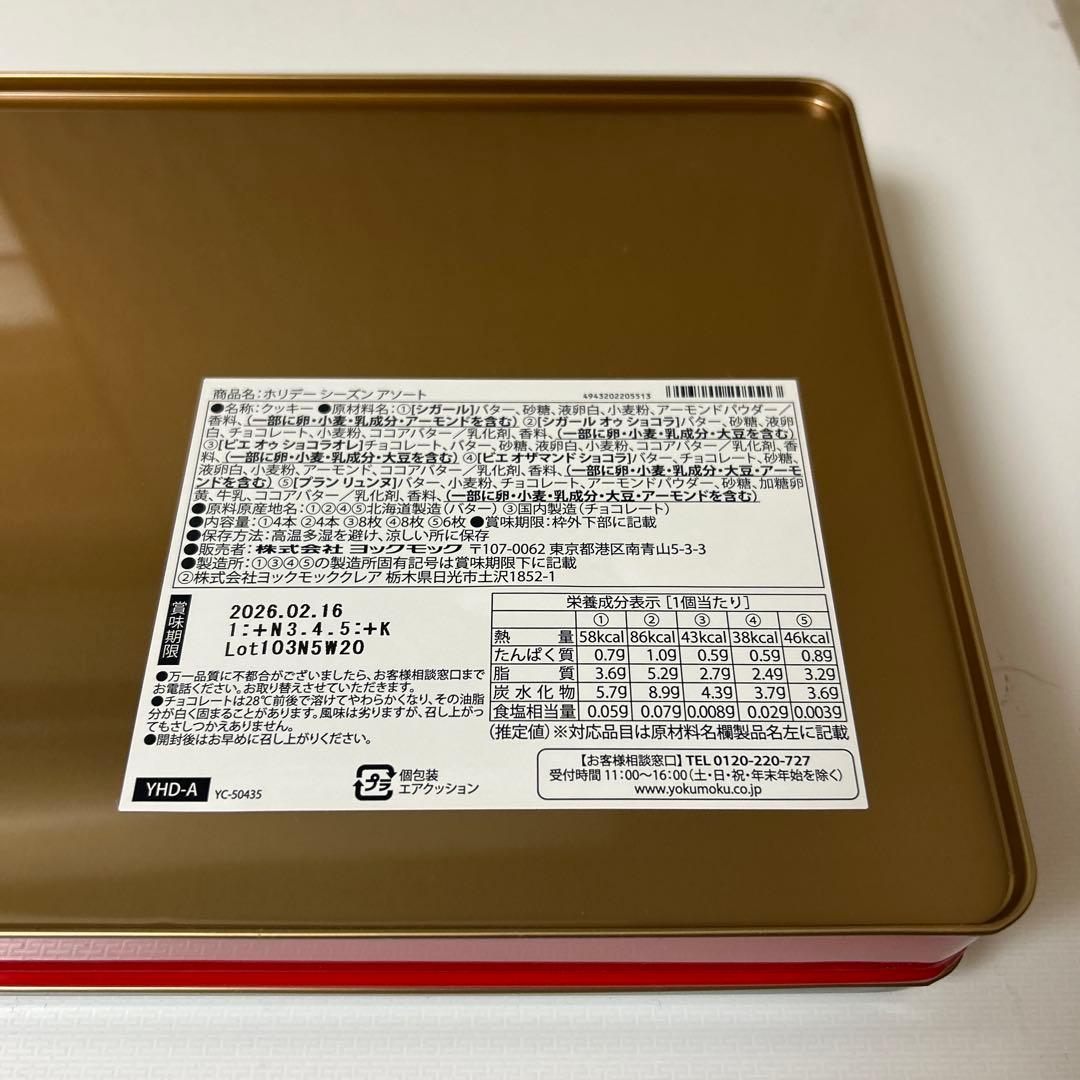 商品名:ホリデー シーズン アソート
4943202205513
●名称:クッキー ●原材料名:①[シガール]バター、砂糖、液卵白、小麦粉、アーモンドパウダー／
香料、(一部に卵・小麦・乳成分・アーモンドを含む) ②[シガール オゥ ショコラ]バター、砂糖、液卵
白、チョコレート、小麦粉、ココアバター／乳化剤、香料、(一部に卵・小麦・乳成分・大豆を含む)
③[ピエ オゥ ショコラオレ]チョコレート、バター、砂糖、液卵白、小麦粉、ココアバター／乳化剤、香
料、(一部に卵・小麦・乳成分・大豆を含む) ④[ピエ オザマンド ショコラ]バター、チョコレート、砂糖、
液卵白、小麦粉、アーモンド、ココアバター／乳化剤、香料、(一部に卵・小麦・乳成分・大豆・アーモ
ンドを含む) ⑤[プラン リュンヌ]バター、小麦粉、チョコレート、アーモンドパウダー、砂糖、加糖卵
黄、牛乳、ココアバター／乳化剤、香料、(一部に卵・小麦・乳成分・大豆・アーモンドを含む)
●原料原産地名:①②④⑤北海道製造(バター) ③国内製造(チョコレート)
●内容量:①4本 ②4本 ③8枚 ④8枚 ⑤6枚 ●賞味期限:枠外下部に記載
●保存方法:高温多湿を避け、涼しい所に保存
●販売者:株式会社 ヨックモック 〒107-0062 東京都港区南青山5-3-3
●製造所:①③④⑤の製造所固有記号は賞味期限下に記載
②株式会社ヨックモッククレア 栃木県日光市土沢1852-1
賞味期限
2026.02.16
1:+N3.4.5:+K
Lot103N5W20
●万一品質に不都合がございましたら、お客様相談窓口まで
お電話ください。お取り替えさせていただきます。
●チョコレートは28℃前後で溶けてやわらかくなり、その油脂
分が白く固まることがあります。風味は劣りますが、召し上がっ
てもさしつかえありません。
●開封後はお早めに召し上がりください。
栄養成分表示 [1個当たり]
① ② ③ ④ ⑤
熱量 58kcal 86kcal 43kcal 38kcal 46kcal
たんぱく質 0.7g 1.0g 0.5g 0.5g 0.8g
脂質 3.6g 5.2g 2.7g 2.4g 3.2g
炭水化物 5.7g 8.9g 4.3g 3.7g 3.6g
食塩相当量 0.05g 0.07g 0.008g 0.02g 0.003g
(推定値) ※対応品目は原材料名欄製品名左に記載
【お客様相談窓口】TEL 0120-220-727
受付時間 11:00～16:00(土・日・祝・年末年始を除く)
www.yokumoku.co.jp
YHD-A YC-50435
プラ
個包装
エアクッション